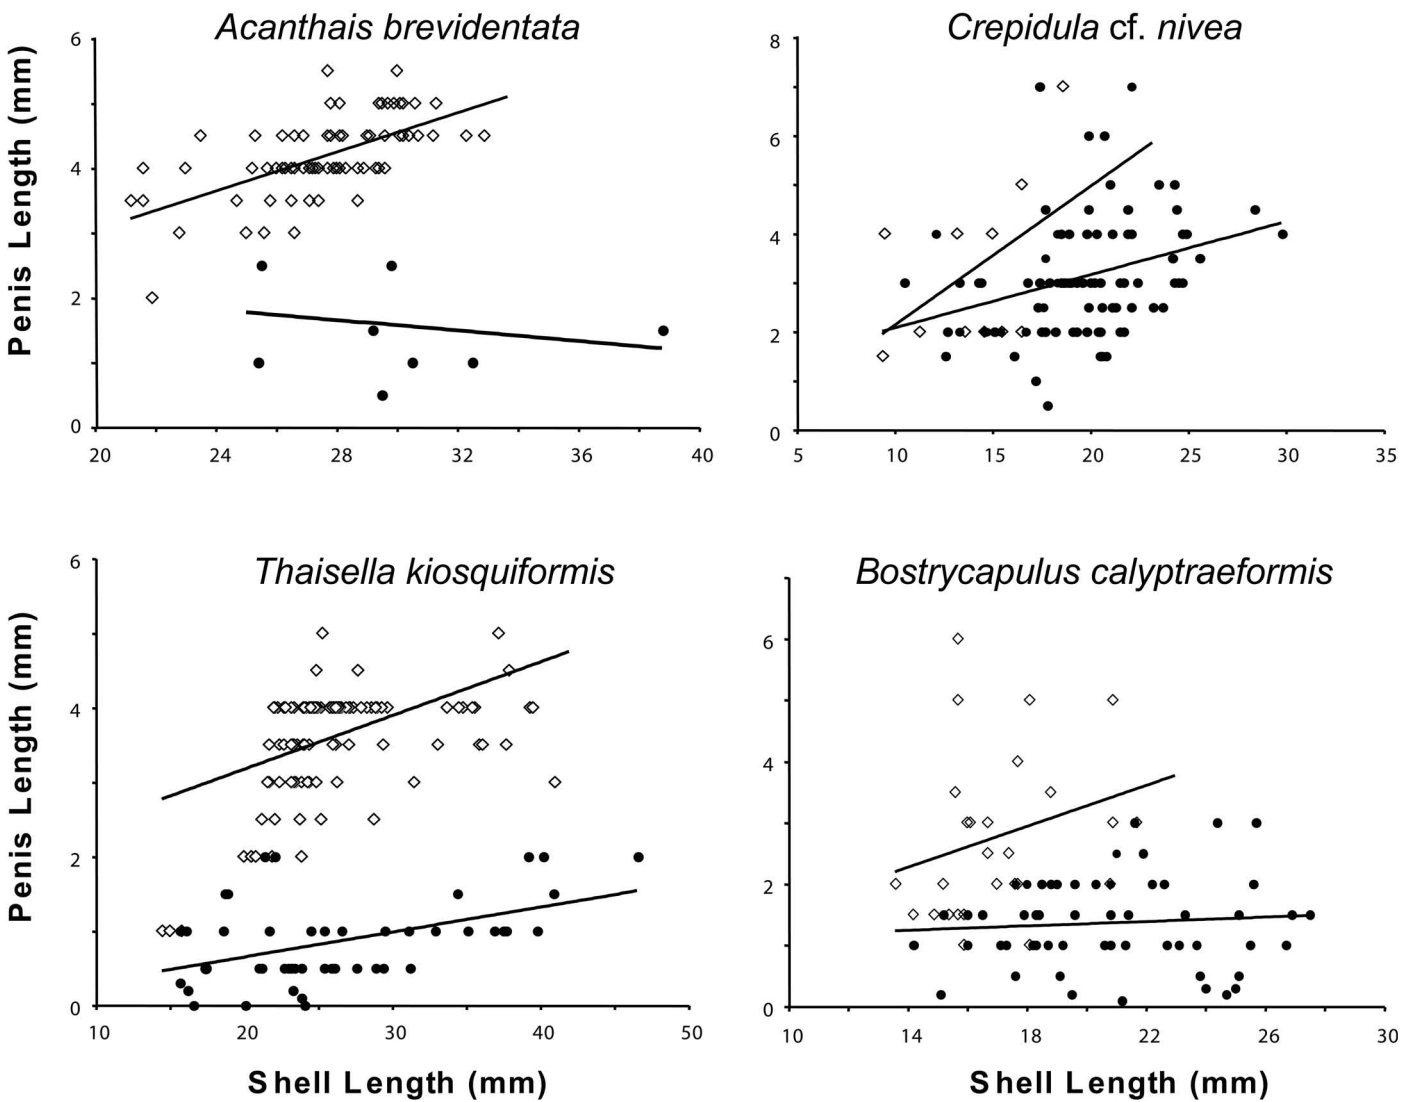 Acanthais brevidentata
Penis Length (mm)
6
4
2
0
20 24 28 32 36 40
Crepidula cf. nivea
8
6
4
2
0
5 10 15 20 25 30 35
Thaisella kiosquiformis
Penis Length (mm)
6
4
2
0
10 20 30 40 50
Shell Length (mm)
Bostrycapulus calyptraeformis
6
4
2
0
10 14 18 22 26 30
Shell Length (mm)